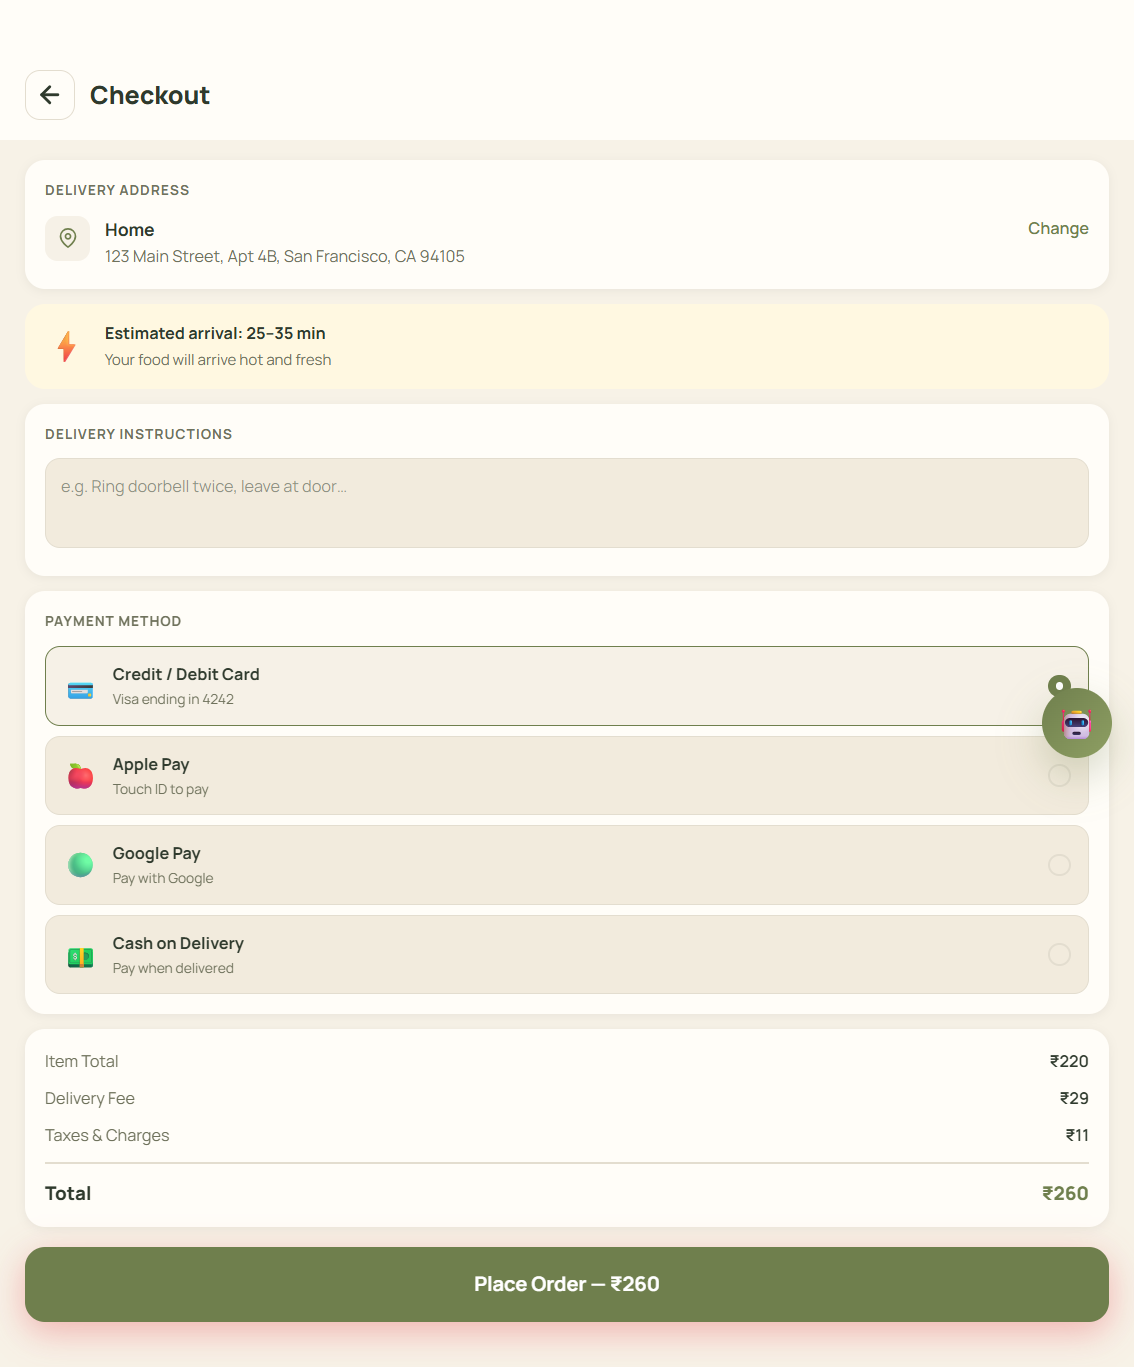 Checkout
DELIVERY ADDRESS
Home
Change
123 Main Street, Apt 4B, San Francisco, CA 94105
Estimated arrival: 25–35 min
Your food will arrive hot and fresh
DELIVERY INSTRUCTIONS
e.g. Ring doorbell twice, leave at door...
PAYMENT METHOD
Credit / Debit Card
Visa ending in 4242
Apple Pay
Touch ID to pay
Google Pay
Pay with Google
Cash on Delivery
Pay when delivered
Item Total ₹220
Delivery Fee ₹29
Taxes & Charges ₹11
Total ₹260
Place Order — ₹260